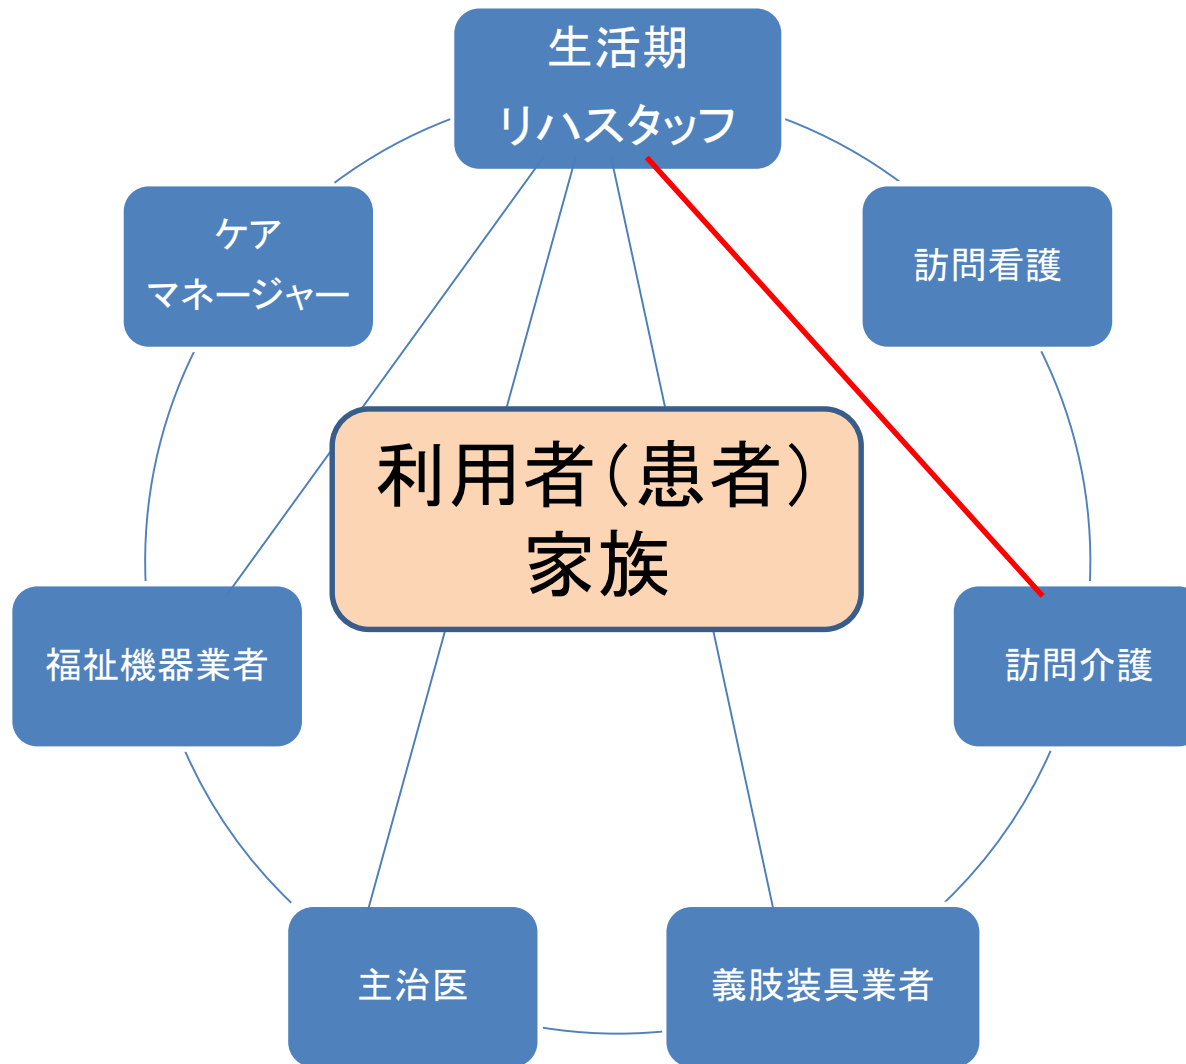 生活期
リハスタッフ
ケア
マネージャー
訪問看護
利用者(患者)
家族
福祉機器業者
訪問介護
主治医
義肢装具業者